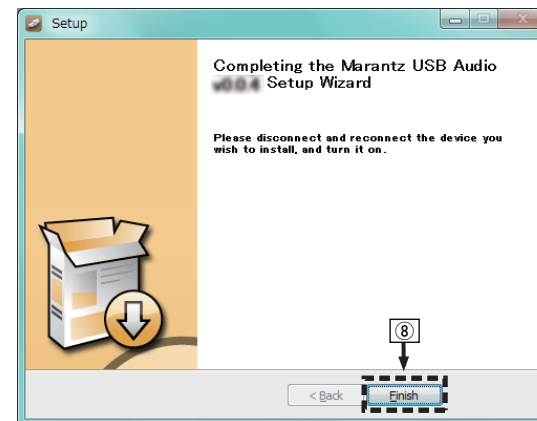 Setup
Completing the Marantz USB Audio
Setup Wizard
Please disconnect and reconnect the device you
wish to install, and turn it on.
⑧
< Back
Finish